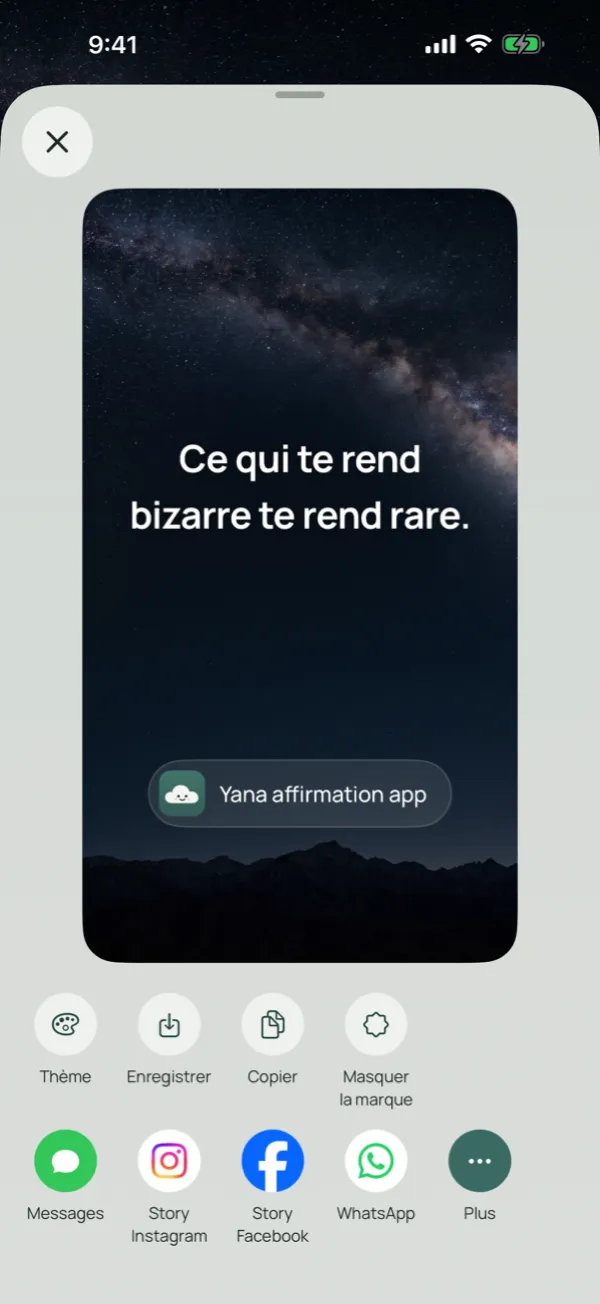 9:41
Ce qui te rend
bizarre te rend rare.
Yana affirmation app
Thème
Enregistrer
Copier
Masquer
la marque
Messages
Story
Instagram
Story
Facebook
WhatsApp
Plus